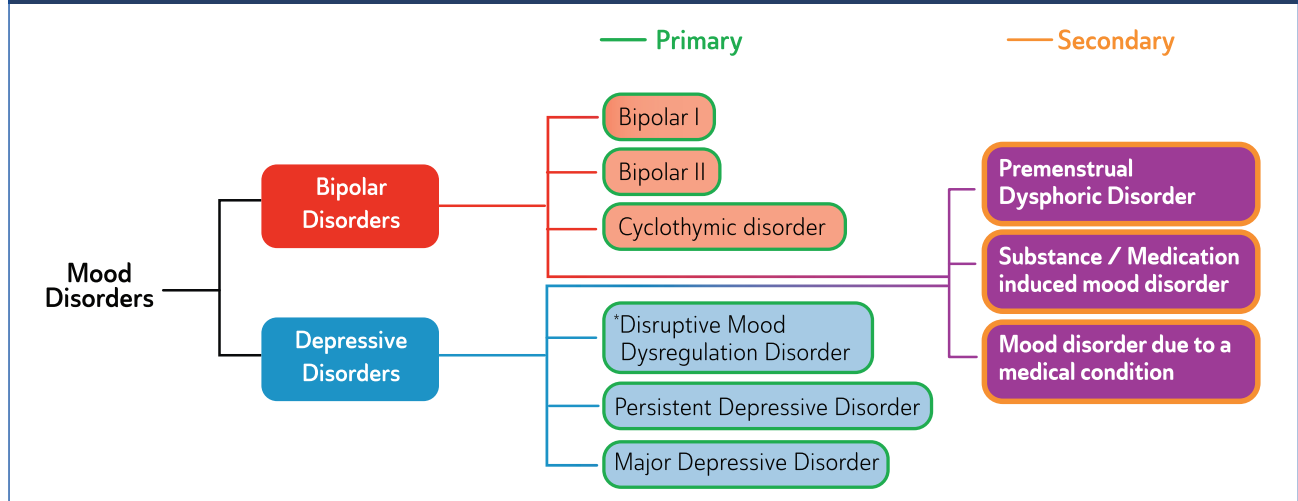 Primary
Secondary
Mood
Disorders
Bipolar
Disorders
Bipolar I
Bipolar II
Cyclothymic disorder
Depressive
Disorders
*Disruptive Mood
Dysregulation Disorder
Persistent Depressive Disorder
Major Depressive Disorder
Premenstrual
Dysphoric Disorder
Substance / Medication
induced mood disorder
Mood disorder due to a
medical condition